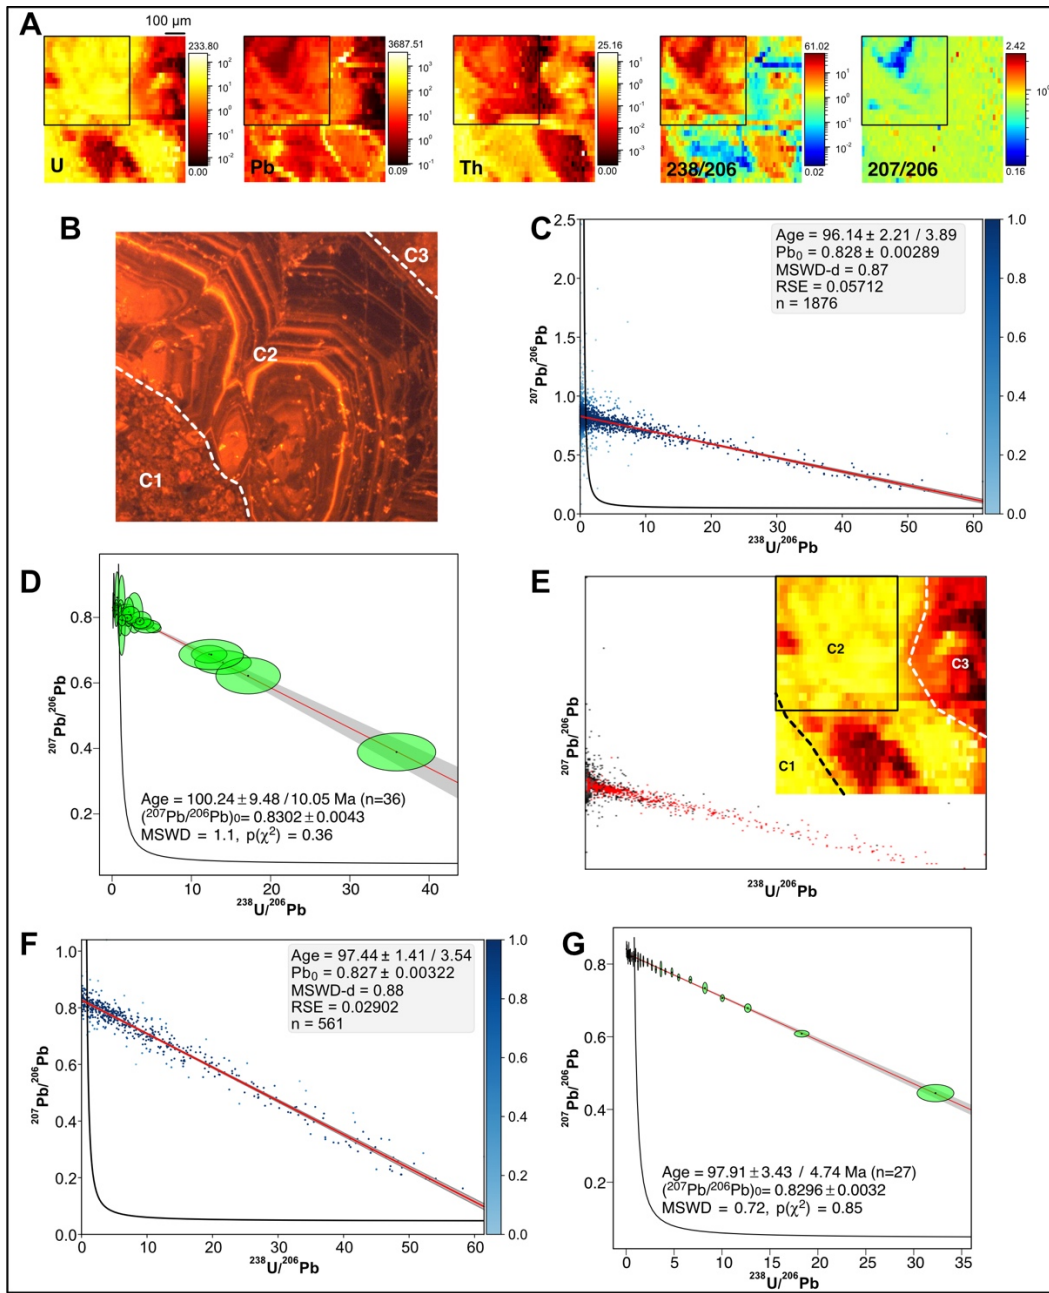 A
100 µm
233.80
10²
10¹
10⁰
10⁻¹
10⁻²
0.00
U
3687.51
10³
10²
10¹
10⁰
10⁻¹
0.09
Pb
25.16
10¹
10⁰
10⁻¹
10⁻²
0.00
Th
61.02
10¹
10⁰
10⁻¹
0.02
238/206
2.42
10⁰
0.16
207/206
B
C3
C2
C1
C
2.5
2.0
1.5
1.0
0.5
0.0
²⁰⁷Pb/²⁰⁶Pb
Age = 96.14 ± 2.21 / 3.89
Pb₀ = 0.828 ± 0.00289
MSWD-d = 0.87
RSE = 0.05712
n = 1876
0 10 20 30 40 50 60
²³⁸U/²⁰⁶Pb
1.0
0.8
0.6
0.4
0.2
0.0
D
0.8
0.6
0.4
0.2
²⁰⁷Pb/²⁰⁶Pb
Age = 100.24 ± 9.48 / 10.05 Ma (n=36)
(²⁰⁷Pb/²⁰⁶Pb)₀= 0.8302 ± 0.0043
MSWD = 1.1, p(χ²) = 0.36
0 10 20 30 40
²³⁸U/²⁰⁶Pb
E
C2
C3
C1
²⁰⁷Pb/²⁰⁶Pb
²³⁸U/²⁰⁶Pb
F
1.0
0.8
0.6
0.4
0.2
0.0
²⁰⁷Pb/²⁰⁶Pb
Age = 97.44 ± 1.41 / 3.54
Pb₀ = 0.827 ± 0.00322
MSWD-d = 0.88
RSE = 0.02902
n = 561
0 10 20 30 40 50 60
²³⁸U/²⁰⁶Pb
1.0
0.8
0.6
0.4
0.2
0.0
G
0.8
0.6
0.4
0.2
²⁰⁷Pb/²⁰⁶Pb
Age = 97.91 ± 3.43 / 4.74 Ma (n=27)
(²⁰⁷Pb/²⁰⁶Pb)₀= 0.8296 ± 0.0032
MSWD = 0.72, p(χ²) = 0.85
0 5 10 15 20 25 30 35
²³⁸U/²⁰⁶Pb